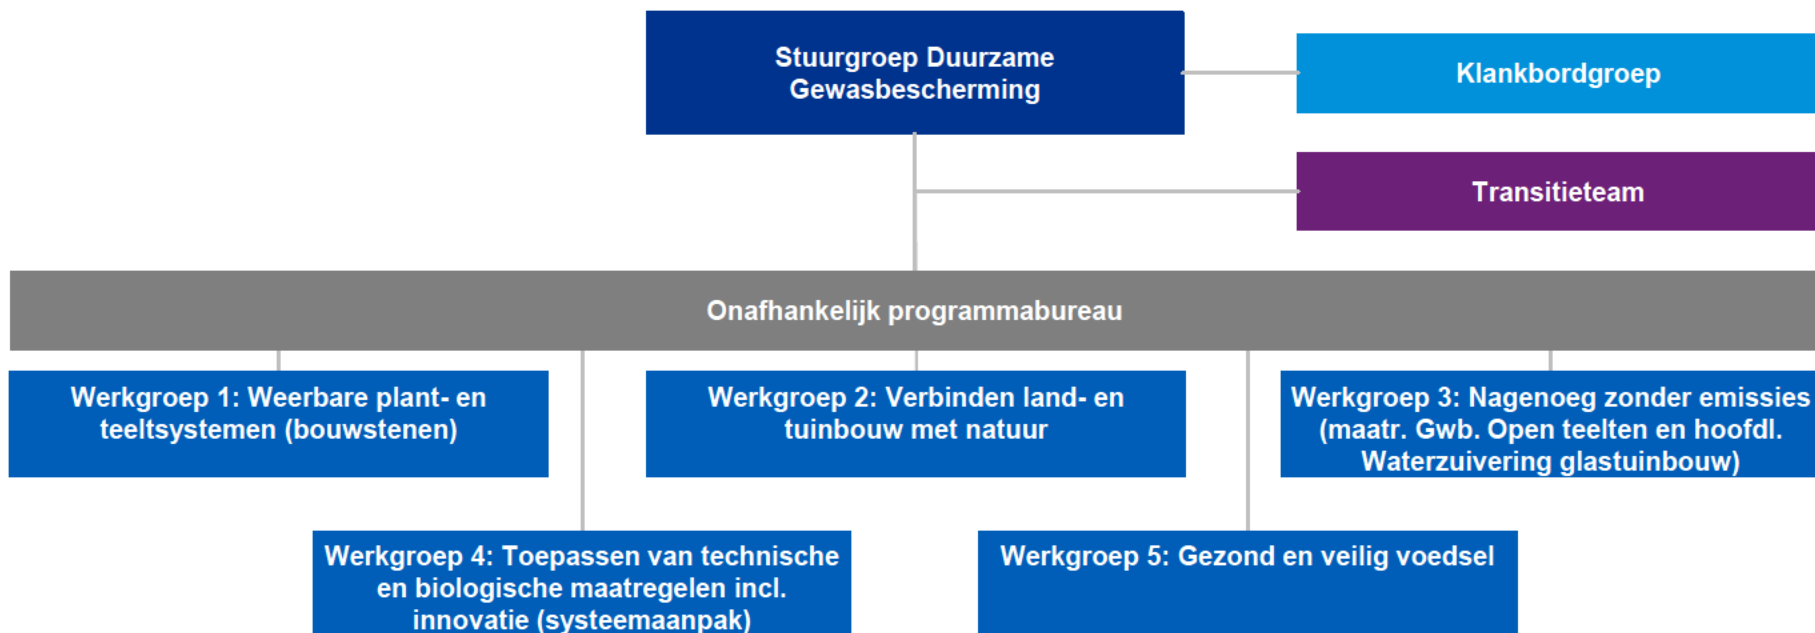 Stuurgroep Duurzame
Gewasbescherming
Klankbordgroep
Transitieteam
Onafhankelijk programmabureau
Werkgroep 1: Weerbare plant- en
teeltsystemen (bouwstenen)
Werkgroep 2: Verbinden land- en
tuinbouw met natuur
Werkgroep 3: Nagenoeg zonder emissies
(maatr. Gwb. Open teelten en hoofdl.
Waterzuivering glastuinbouw)
Werkgroep 4: Toepassen van technische
en biologische maatregelen incl.
innovatie (systeemaanpak)
Werkgroep 5: Gezond en veilig voedsel